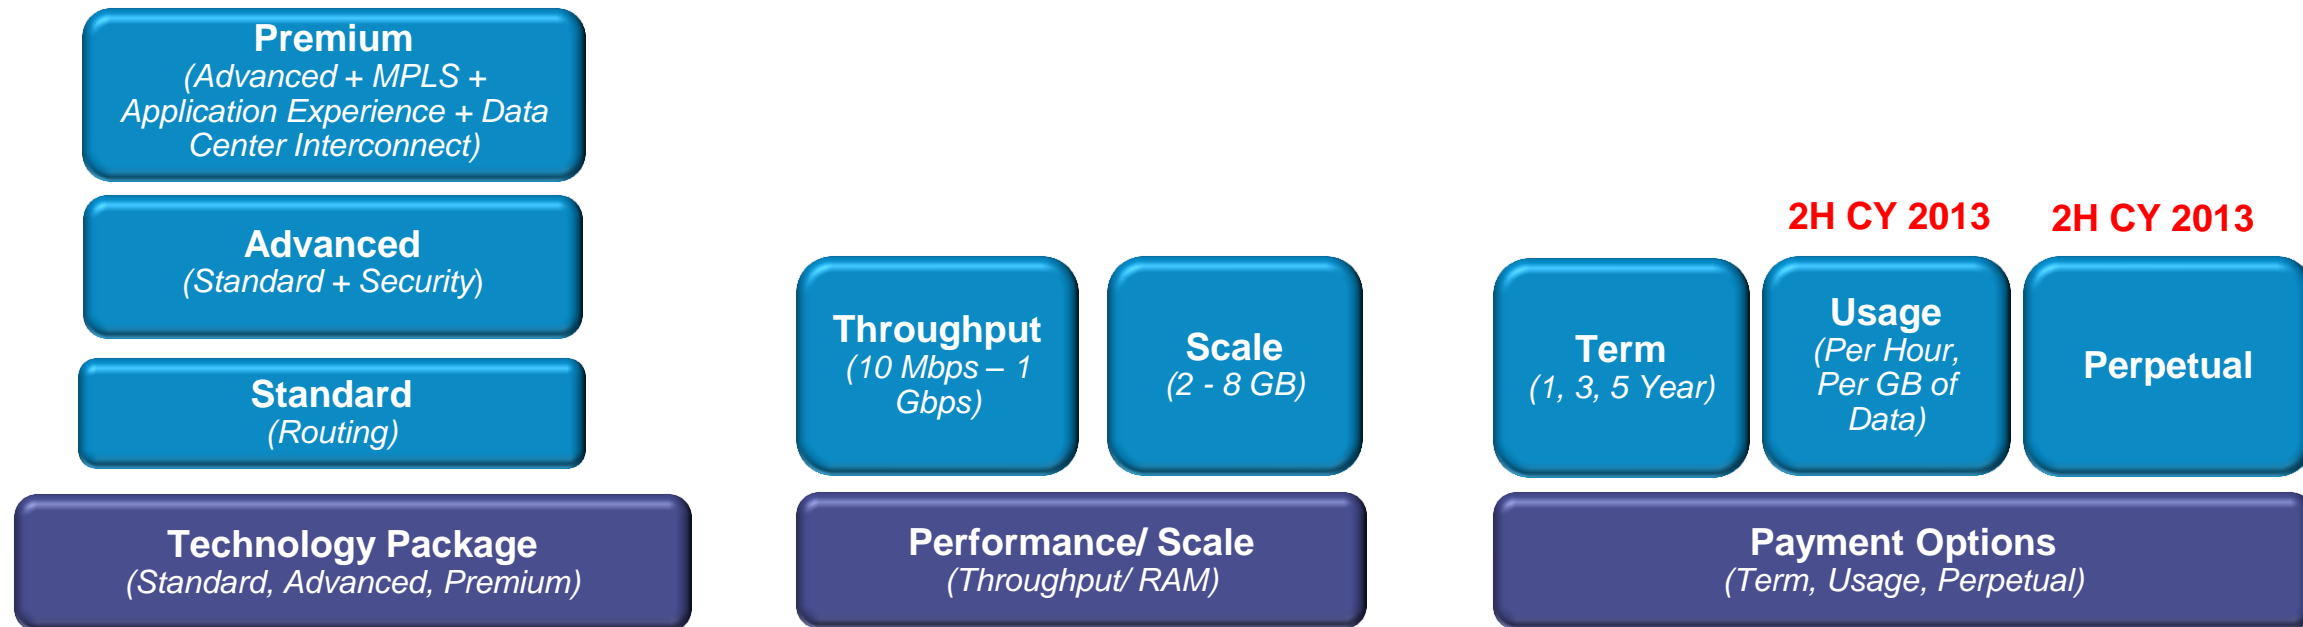 Premium
(Advanced + MPLS +
Application Experience + Data
Center Interconnect)
Advanced
(Standard + Security)
Standard
(Routing)
Technology Package
(Standard, Advanced, Premium)
Throughput
(10 Mbps – 1
Gbps)
Scale
(2 - 8 GB)
Performance/ Scale
(Throughput/ RAM)
2H CY 2013
2H CY 2013
Term
(1, 3, 5 Year)
Usage
(Per Hour,
Per GB of
Data)
Perpetual
Payment Options
(Term, Usage, Perpetual)